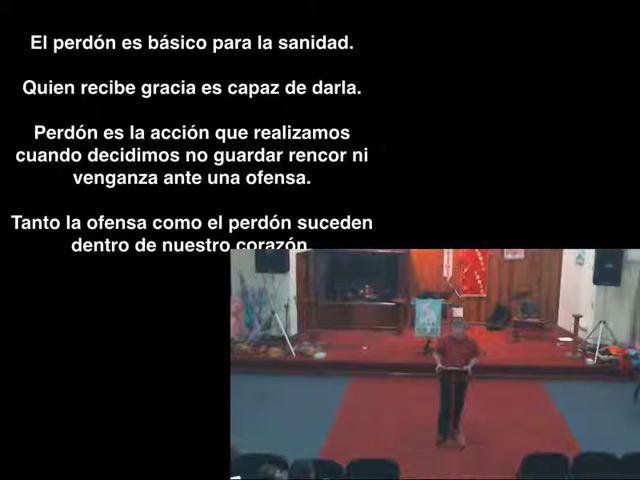 El perdón es básico para la sanidad.
Quien recibe gracia es capaz de darla.
Perdón es la acción que realizamos
cuando decidimos no guardar rencor ni
venganza ante una ofensa.
Tanto la ofensa como el perdón suceden
dentro de nuestro corazón.